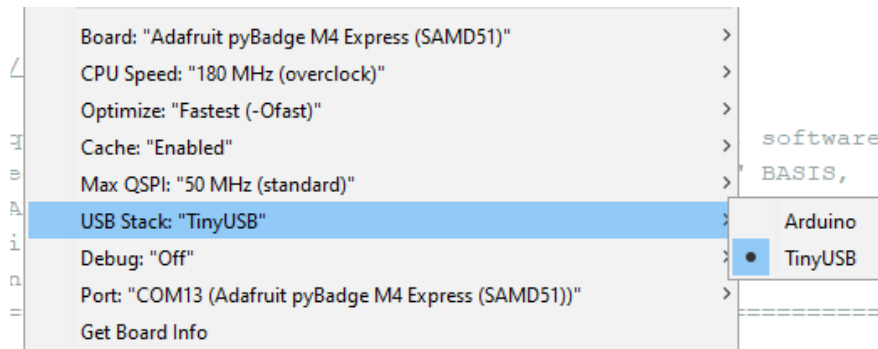 Board: "Adafruit pyBadge M4 Express (SAMD51)"
CPU Speed: "180 MHz (overclock)"
Optimize: "Fastest (-Ofast)"
Cache: "Enabled"
software
Max QSPI: "50 MHz (standard)"
' BASIS,
USB Stack: "TinyUSB"
Arduino
Debug: "Off"
TinyUSB
Port: "COM13 (Adafruit pyBadge M4 Express (SAMD51))"
Get Board Info